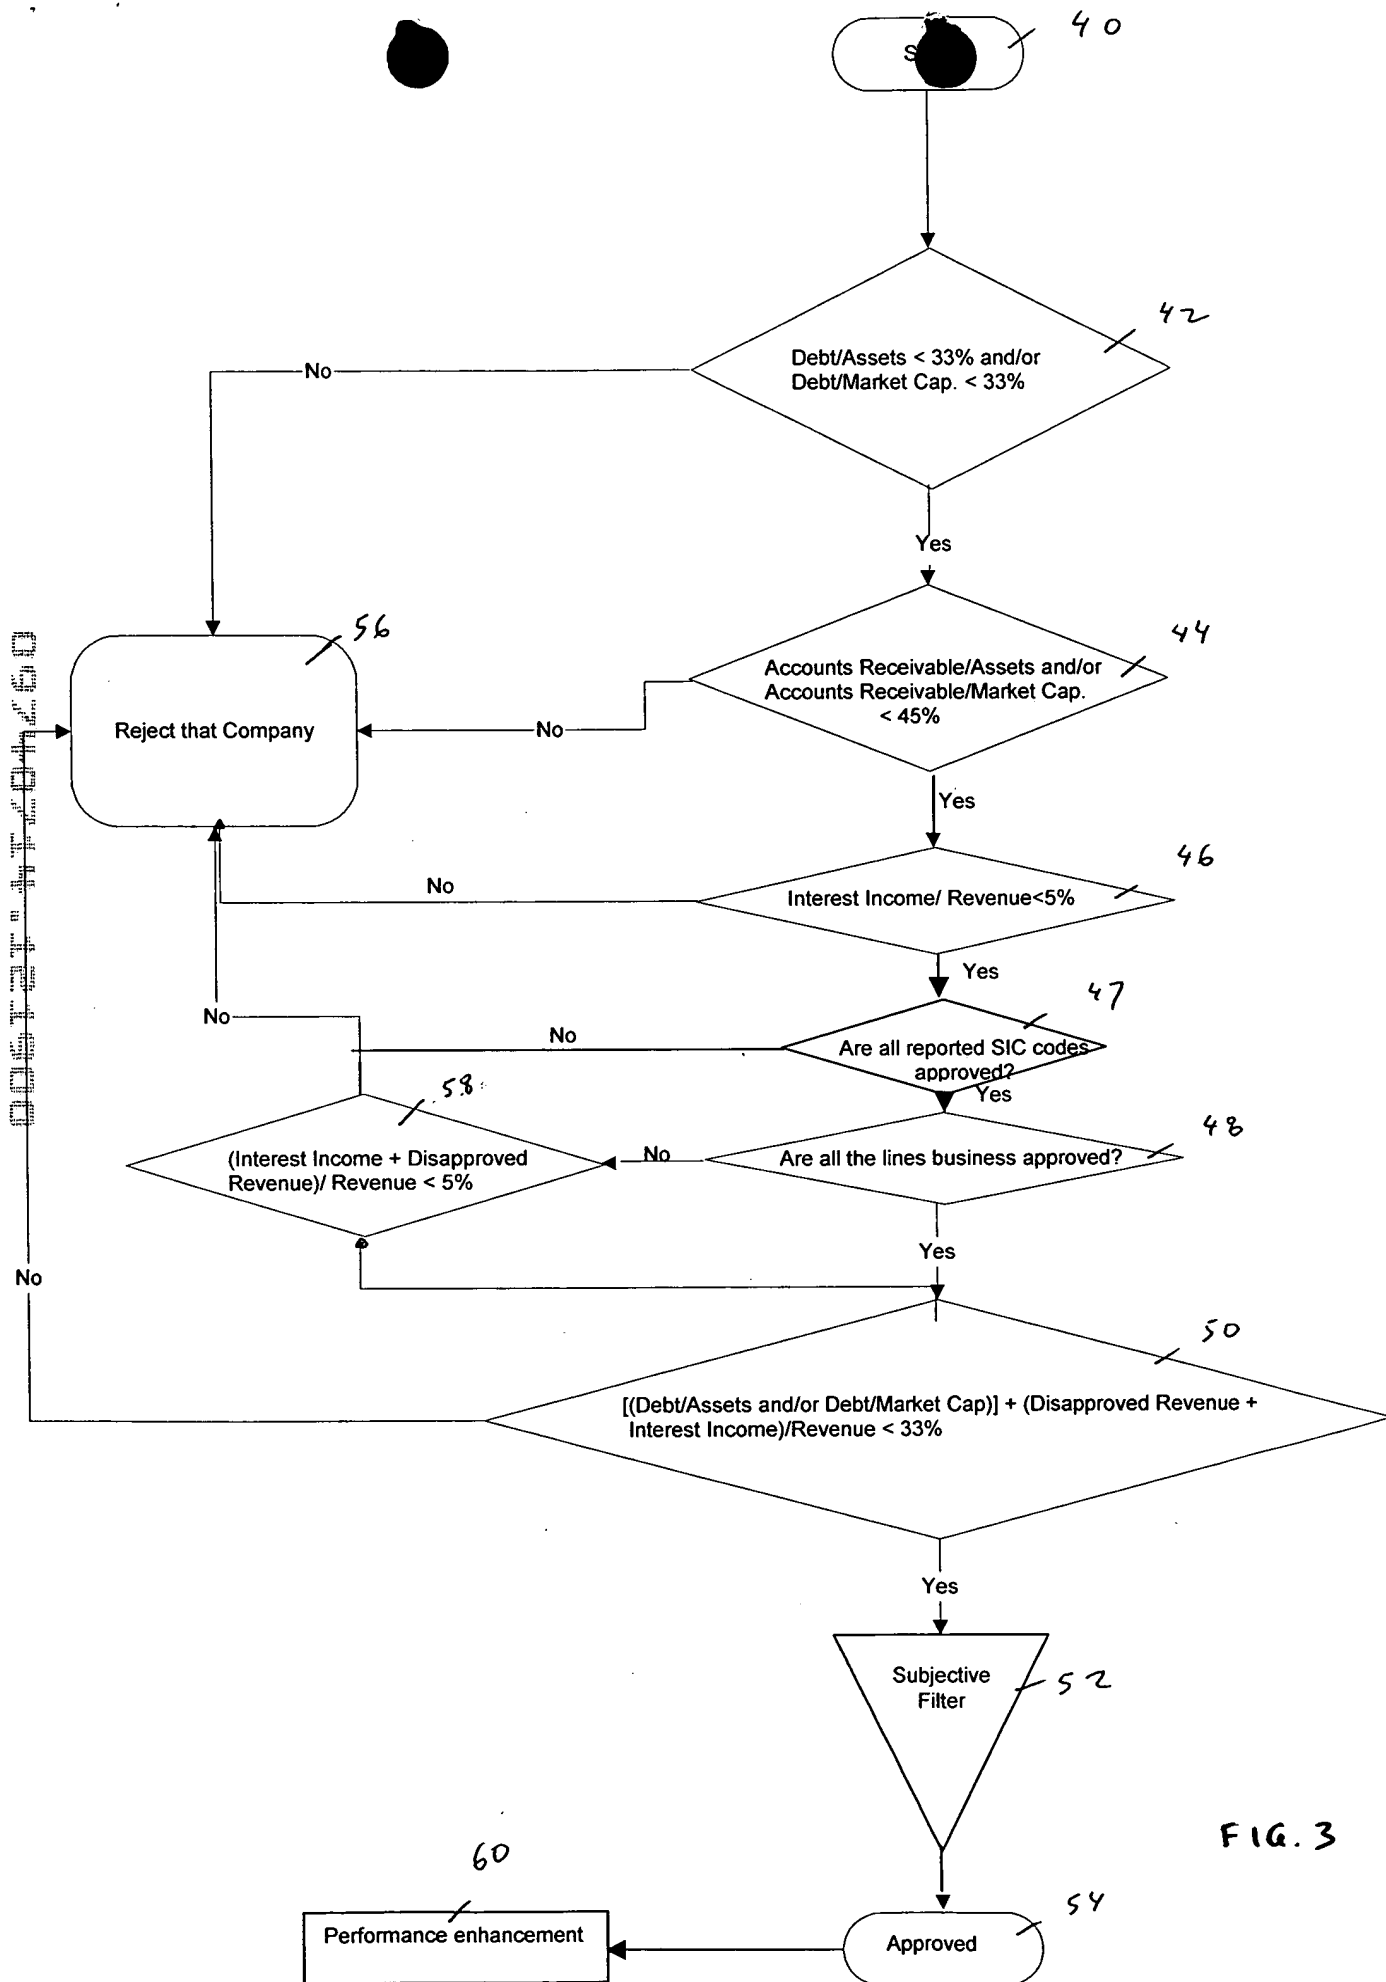 40
42
Debt/Assets < 33% and/or
Debt/Market Cap. < 33%
No
Yes
56
44
Reject that Company
Accounts Receivable/Assets and/or
Accounts Receivable/Market Cap.
< 45%
No
Yes
46
No
Interest Income/ Revenue<5%
Yes
47
No
No
Are all reported SIC codes
approved?
Yes
58
48
(Interest Income + Disapproved
Revenue)/ Revenue < 5%
No
Are all the lines business approved?
Yes
No
50
[(Debt/Assets and/or Debt/Market Cap)] + (Disapproved Revenue +
Interest Income)/Revenue < 33%
Yes
Subjective
Filter
52
FIG. 3
60
54
Performance enhancement
Approved